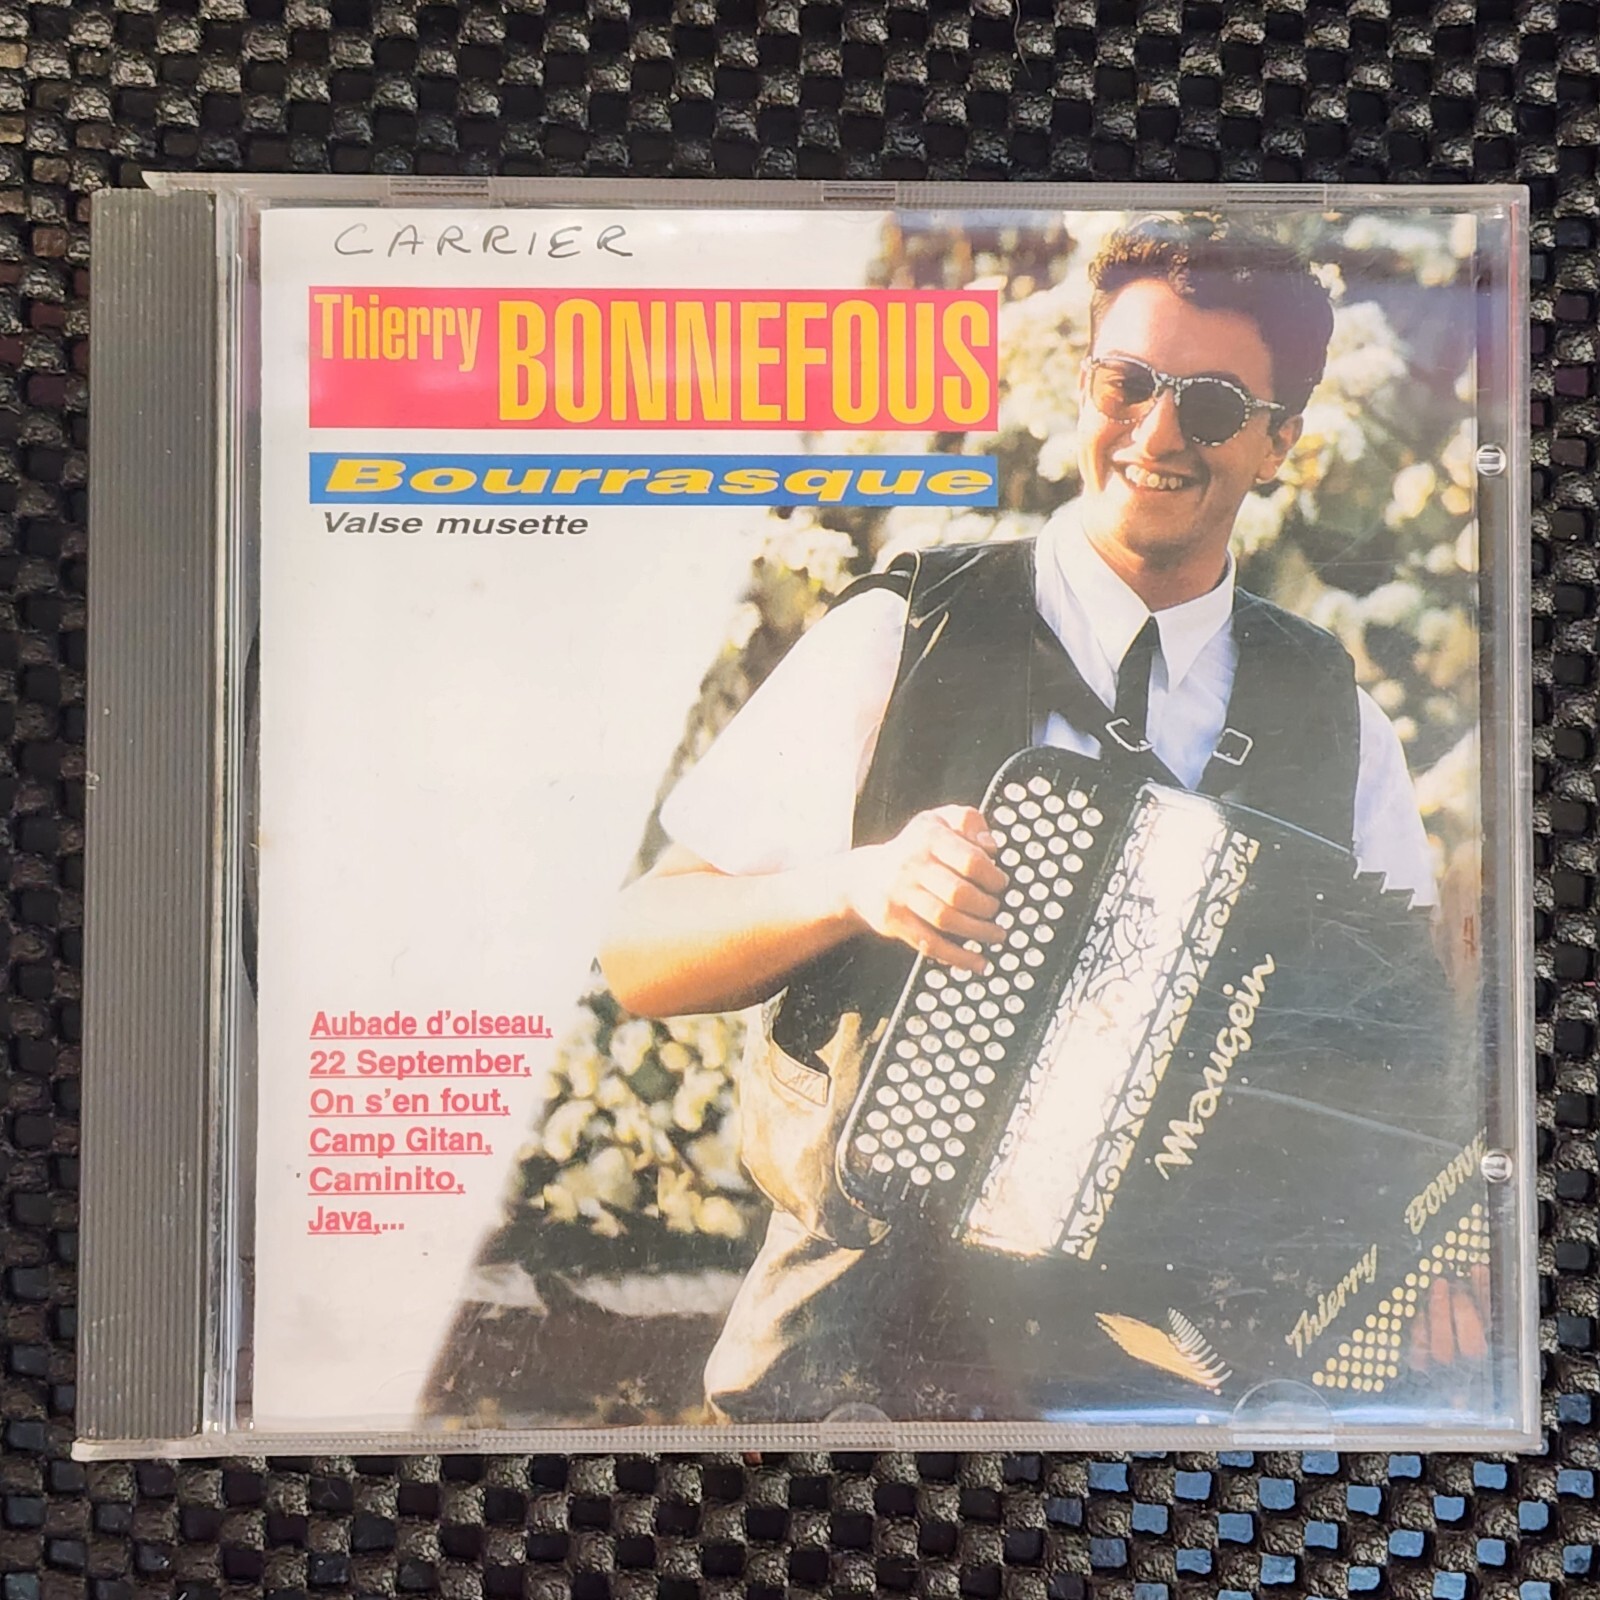 CARRIER
Thierry BONNEFOUS
Bourrasque
Valse musette
Aubade d'oiseau,
22 September,
On s'en fout,
Camp Gitan,
Caminito,
Java,...
Maugein
Thierry BONNE